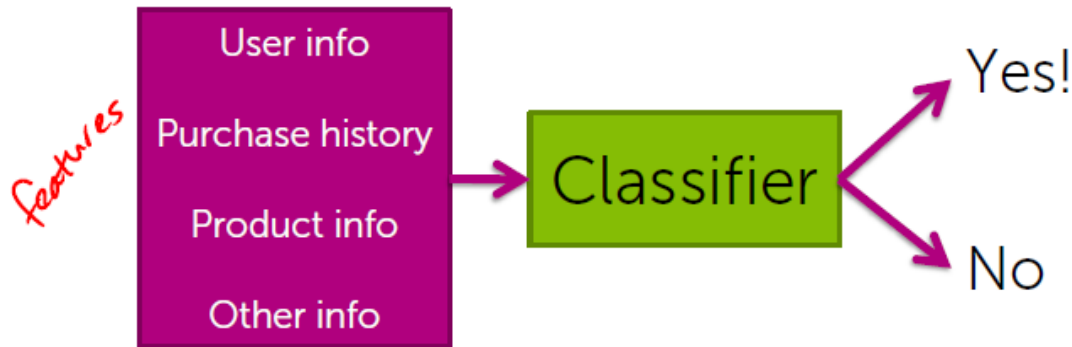 features
User info
Purchase history
Product info
Other info
Classifier
Yes!
No